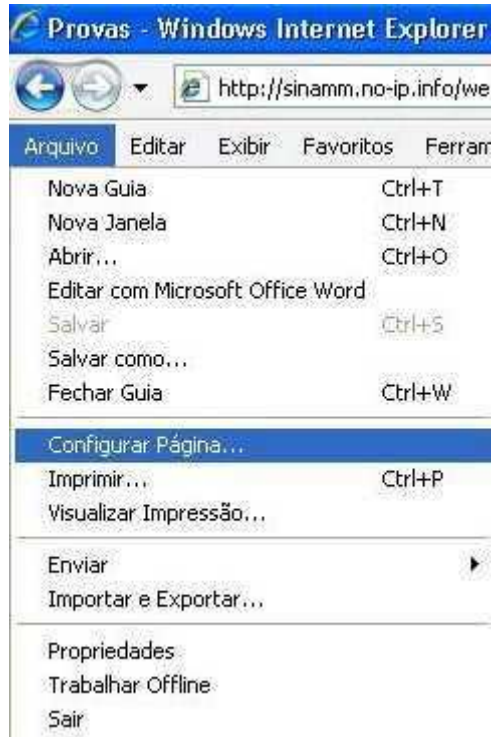 Provas - Windows Internet Explorer
http://sinamm.no-ip.info/we
Arquivo Editar Exibir Favoritos Ferram
Nova Guia Ctrl+T
Nova Janela Ctrl+N
Abrir... Ctrl+O
Editar com Microsoft Office Word
Salvar Ctrl+S
Salvar como...
Fechar Guia Ctrl+W
Configurar Página...
Imprimir... Ctrl+P
Visualizar Impressão...
Enviar
Importar e Exportar...
Propriedades
Trabalhar Offline
Sair